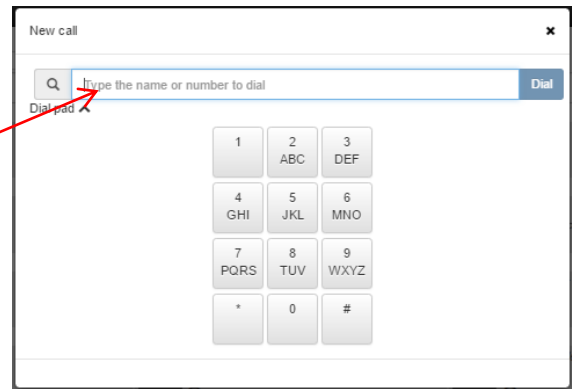 New call ×
Type the name or number to dial Dial
Dial pad
1 2 3
ABC DEF
4 5 6
GHI JKL MNO
7 8 9
PQRS TUV WXYZ
* 0 #